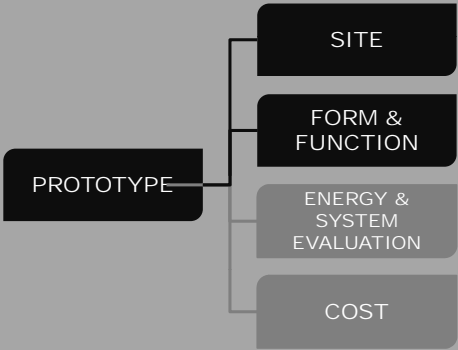 SITE
FORM &
FUNCTION
PROTOTYPE
ENERGY &
SYSTEM
EVALUATION
COST